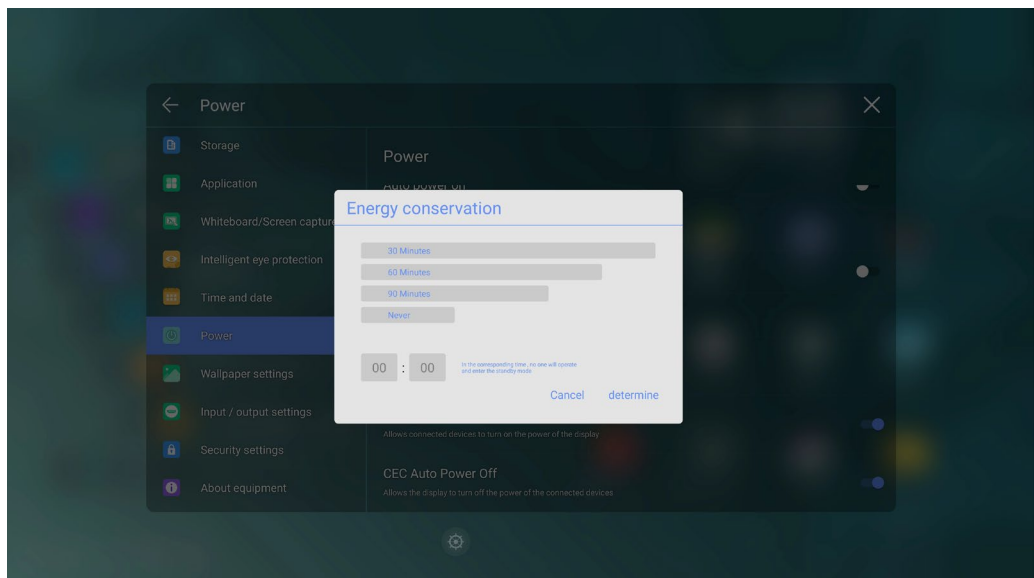 Power
Storage
Application
Whiteboard/Screen capture
Intelligent eye protection
Time and date
Power
Wallpaper settings
Input / output settings
Security settings
About equipment
Power
Auto power on
Energy conservation
30 Minutes
60 Minutes
90 Minutes
Never
00 : 00
In the corresponding time , no one will operate
and enter the standby mode
Cancel determine
Allows connected devices to turn on the power of the display
CEC Auto Power Off
Allows the display to turn off the power of the connected devices